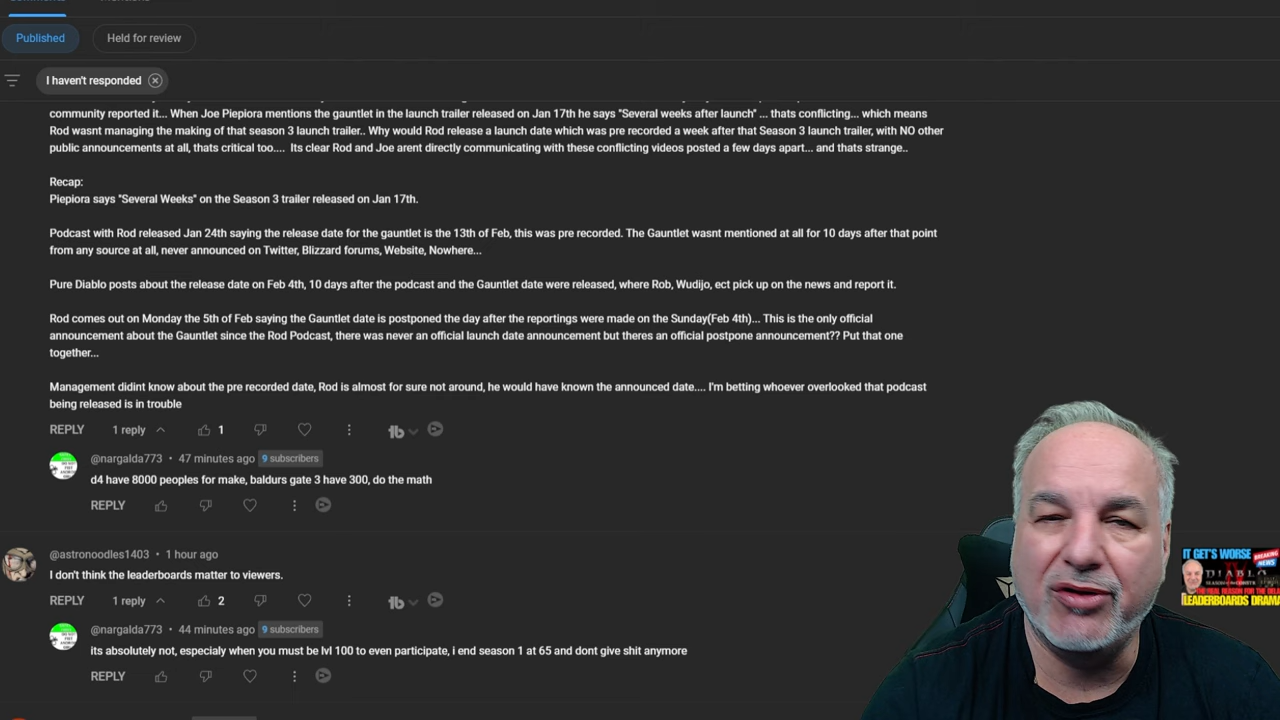 Published
Held for review
I haven't responded
community reported it... When Joe Piepiora mentions the gauntlet in the launch trailer released on Jan 17th he says "Several weeks after launch" ... thats conflicting... which means
Rod wasnt managing the making of that season 3 launch trailer.. Why would Rod release a launch date which was pre recorded a week after that Season 3 launch trailer, with NO other
public announcements at all, thats critical too.... Its clear Rod and Joe arent directly communicating with these conflicting videos posted a few days apart... and thats strange..
Recap:
Piepiora says "Several Weeks" on the Season 3 trailer released on Jan 17th.
Podcast with Rod released Jan 24th saying the release date for the gauntlet is the 13th of Feb, this was pre recorded. The Gauntlet wasnt mentioned at all for 10 days after that point
from any source at all, never announced on Twitter, Blizzard forums, Website, Nowhere...
Pure Diablo posts about the release date on Feb 4th, 10 days after the podcast and the Gauntlet date were released, where Rob, Wudijo, ect pick up on the news and report it.
Rod comes out on Monday the 5th of Feb saying the Gauntlet date is postponed the day after the reportings were made on the Sunday(Feb 4th)... This is the only official
announcement about the Gauntlet since the Rod Podcast, there was never an official launch date announcement but theres an official postpone announcement?? Put that one
together...
Management didint know about the pre recorded date, Rod is almost for sure not around, he would have known the announced date.... I'm betting whoever overlooked that podcast
being released is in trouble
REPLY 1 reply 1
@nargalda773 • 47 minutes ago 9 subscribers
d4 have 8000 peoples for make, baldurs gate 3 have 300, do the math
REPLY
@astronoodles1403 • 1 hour ago
I don't think the leaderboards matter to viewers.
REPLY 1 reply 2
@nargalda773 • 44 minutes ago 9 subscribers
its absolutely not, especialy when you must be lvl 100 to even participate, i end season 1 at 65 and dont give shit anymore
REPLY
IT GET'S WORSE
BREAKING
NEWS
DIABLO
LEADERBOARDS DRAMA